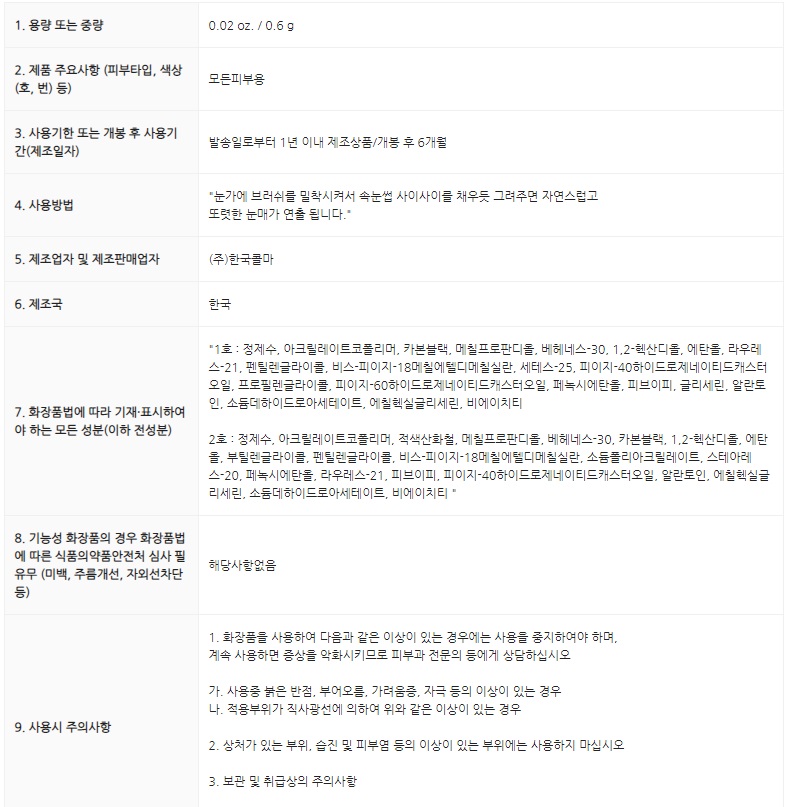 1. 용량 또는 중량
0.02 oz. / 0.6 g
2. 제품 주요사항 (피부타입, 색상
(호, 번) 등)
모든피부용
3. 사용기한 또는 개봉 후 사용기
간(제조일자)
발송일로부터 1년 이내 제조상품/개봉 후 6개월
4. 사용방법
"눈가에 브러쉬를 밀착시켜서 속눈썹 사이사이를 채우듯 그려주면 자연스럽고
또렷한 눈매가 연출 됩니다."
5. 제조업자 및 제조판매업자
(주)한국콜마
6. 제조국
한국
7. 화장품법에 따라 기재·표시하여
야 하는 모든 성분(이하 전성분)
"1호 : 정제수, 아크릴레이트코폴리머, 카본블랙, 메칠프로판디올, 베헤네스-30, 1,2-헥산디올, 에탄올, 라우레
스-21, 펜틸렌글라이콜, 비스-피이지-18메칠에텔디메칠실란, 세테스-25, 피이지-40하이드로제네이티드캐스터
오일, 프로필렌글라이콜, 피이지-60하이드로제네이티드캐스터오일, 페녹시에탄올, 피브이피, 글리세린, 알란토
인, 소듐데하이드로아세테이트, 에칠헥실글리세린, 비에이치티
2호 : 정제수, 아크릴레이트코폴리머, 적색산화철, 메칠프로판디올, 베헤네스-30, 카본블랙, 1,2-헥산디올, 에탄
올, 부틸렌글라이콜, 펜틸렌글라이콜, 비스-피이지-18메칠에텔디메칠실란, 소듐폴리아크릴레이트, 스테아레
스-20, 페녹시에탄올, 라우레스-21, 피브이피, 피이지-40하이드로제네이티드캐스터오일, 알란토인, 에칠헥실글
리세린, 소듐데하이드로아세테이트, 비에이치티 "
8. 기능성 화장품의 경우 화장품법
에 따른 식품의약품안전처 심사 필
유무 (미백, 주름개선, 자외선차단
등)
해당사항없음
9. 사용시 주의사항
1. 화장품을 사용하여 다음과 같은 이상이 있는 경우에는 사용을 중지하여야 하며,
계속 사용하면 증상을 악화시키므로 피부과 전문의 등에게 상담하십시오
가. 사용중 붉은 반점, 부어오름, 가려움증, 자극 등의 이상이 있는 경우
나. 적용부위가 직사광선에 의하여 위와 같은 이상이 있는 경우
2. 상처가 있는 부위, 습진 및 피부염 등의 이상이 있는 부위에는 사용하지 마십시오
3. 보관 및 취급상의 주의사항